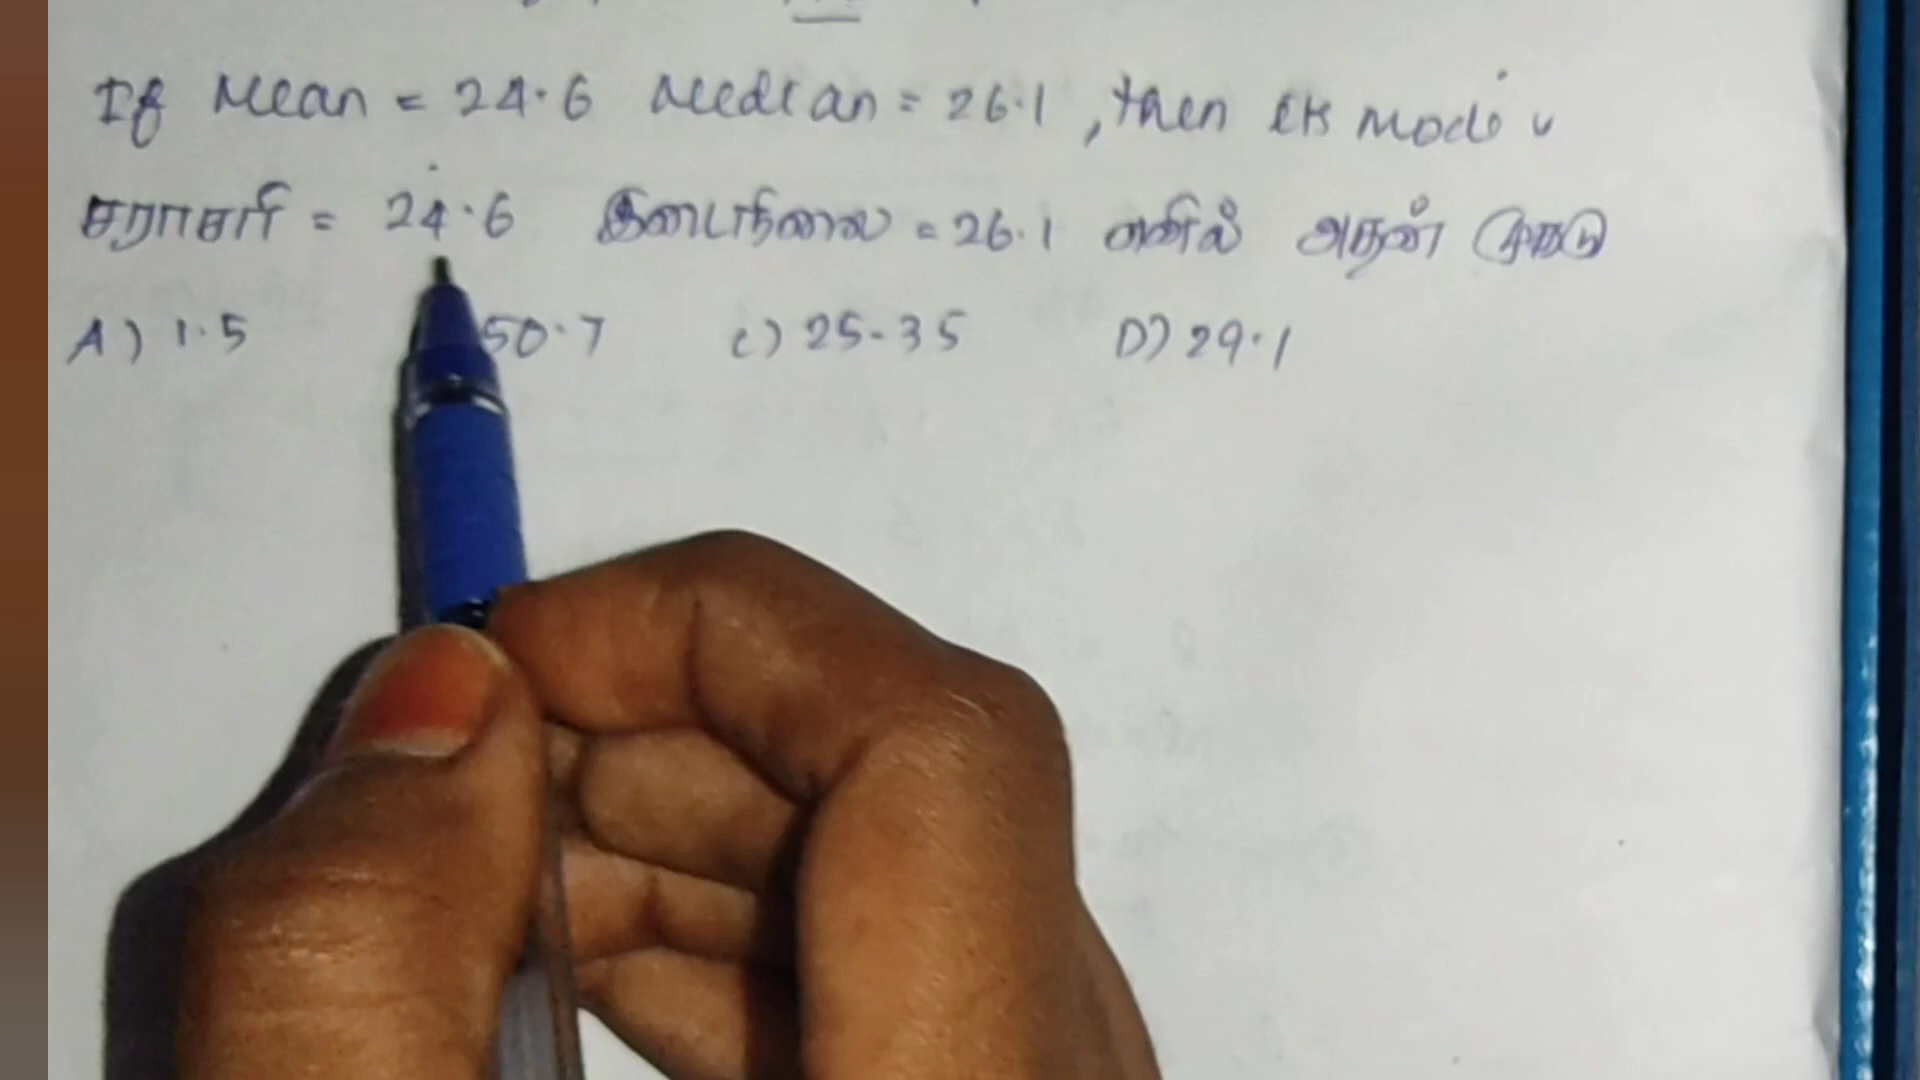 If Mean = 24.6 Median = 26.1, then its mode
சராசரி = 24.6 இடைநிலை = 26.1 எனில் அதன் முகடு
A) 1.5 50.7 C) 25.35 D) 29.1